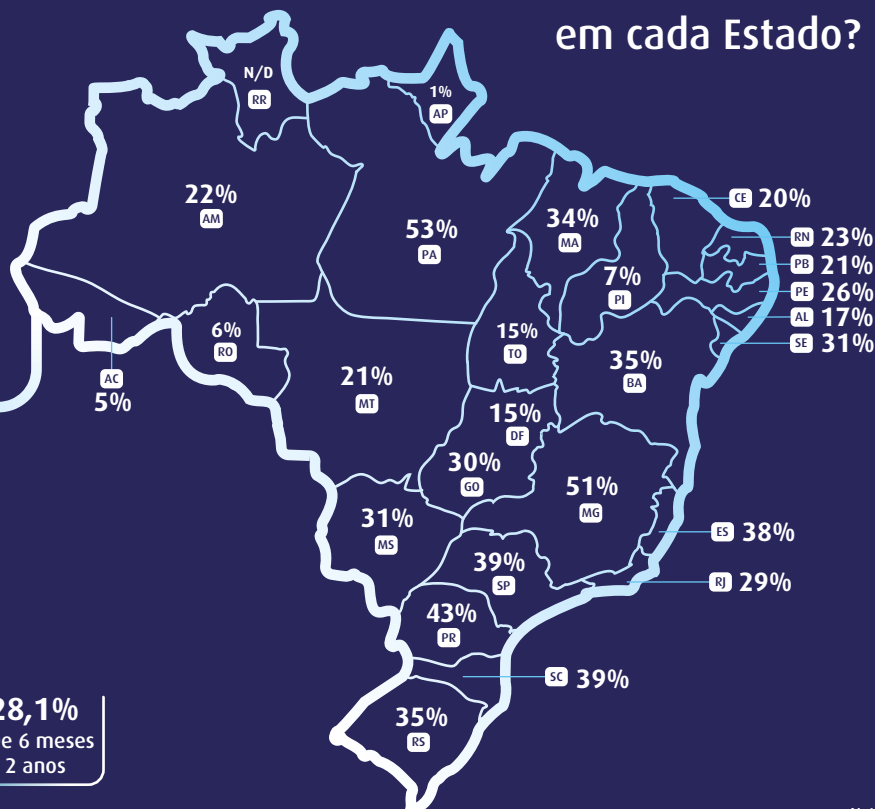 em cada Estado?
N/D
RR
1%
AP
22%
AM
53%
PA
34%
MA
CE 20%
RN 23%
PB 21%
PE 26%
AL 17%
SE 31%
7%
PI
6%
RO
15%
TO
35%
BA
AC
5%
21%
MT
15%
DF
30%
GO
51%
MG
31%
MS
ES 38%
39%
SP
RJ 29%
43%
PR
SC 39%
35%
RS
28,1%
e 6 meses
2 anos